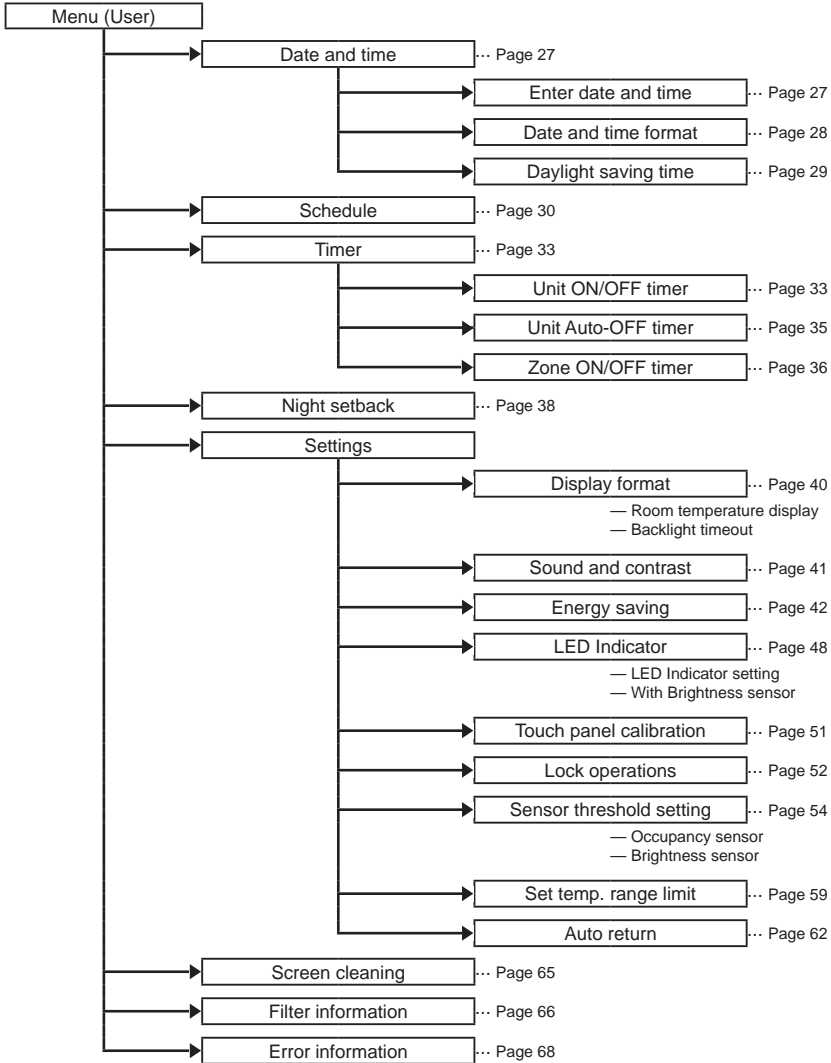 Menu (User)
Date and time ... Page 27
Enter date and time ... Page 27
Date and time format ... Page 28
Daylight saving time ... Page 29
Schedule ... Page 30
Timer ... Page 33
Unit ON/OFF timer ... Page 33
Unit Auto-OFF timer ... Page 35
Zone ON/OFF timer ... Page 36
Night setback ... Page 38
Settings
Display format ... Page 40
— Room temperature display
— Backlight timeout
Sound and contrast ... Page 41
Energy saving ... Page 42
LED Indicator ... Page 48
— LED Indicator setting
— With Brightness sensor
Touch panel calibration ... Page 51
Lock operations ... Page 52
Sensor threshold setting ... Page 54
— Occupancy sensor
— Brightness sensor
Set temp. range limit ... Page 59
Auto return ... Page 62
Screen cleaning ... Page 65
Filter information ... Page 66
Error information ... Page 68